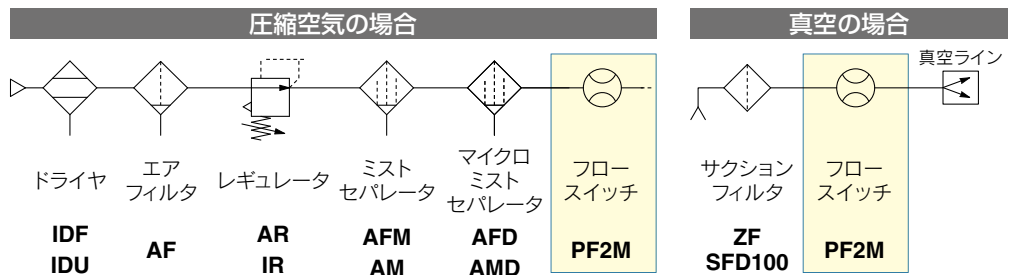 圧縮空気の場合
ドライヤ
IDF
IDU
エア
フィルタ
AF
レギュレータ
AR
IR
ミスト
セパレータ
AFM
AM
マイクロ
ミスト
セパレータ
AFD
AMD
フロー
スイッチ
PF2M
真空の場合
真空ライン
サクション
フィルタ
ZF
SFD100
フロー
スイッチ
PF2M